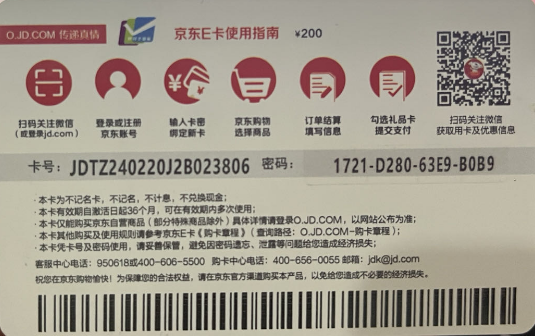 O.JD.COM 传递真情
京东E卡使用指南 ¥200
扫码关注微信
(或登录jd.com)
登录或注册
京东账号
输入卡密
绑定新卡
京东购物
选择商品
订单结算
填写信息
勾选礼品卡
提交支付
扫码关注微信
获取用卡及优惠信息
卡号: JDTZ240220J2B023806 密码: 1721-D280-63E9-B0B9
·本卡为不记名卡，不记名，不计息，不兑换现金；
·本卡有效期自激活日起36个月，可在有效期内多次使用；
·本卡仅能购买京东自营商品（部分特殊商品除外）具体详情请登录O.JD.COM，以网站公布为准；
·本卡其他购买及使用规则请参考京东E卡《购卡章程》（查询路径：O.JD.COM-购卡章程）；
·本卡凭卡号及密码使用，请妥善保管，避免因密码遗忘、泄露等问题给您造成经济损失；
客服中心电话：950618或400-606-5500 购卡中心电话：400-656-0055 邮箱：jdk@jd.com
祝您在京东购物愉快！为保障您的合法权益，请在京东官方渠道购买本产品，以免给您造成不必要的经济损失。